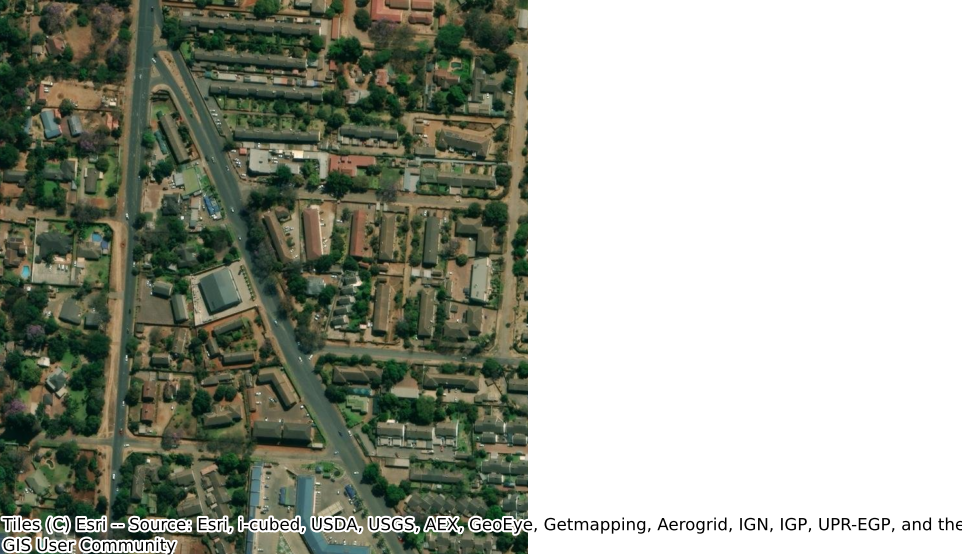 Tiles (C) Esri -- Source: Esri, i-cubed, USDA, USGS, AEX, GeoEye, Getmapping, Aerogrid, IGN, IGP, UPR-EGP, and the
GIS User Community